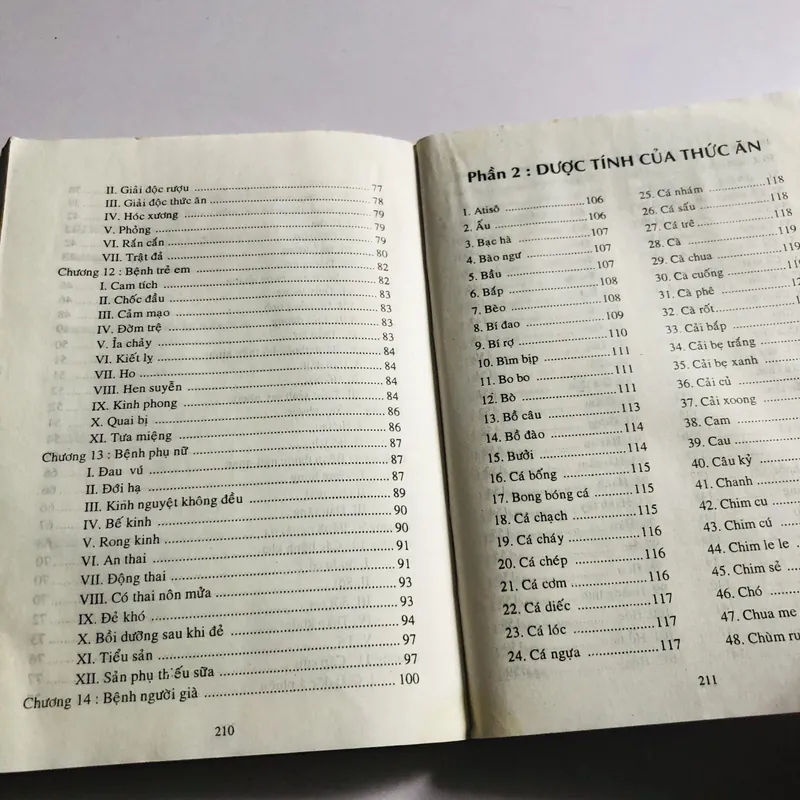 II. Giải độc rượu ........ 77
III. Giải độc thức ăn ........ 78
IV. Hóc xương ........ 79
V. Phỏng ........ 79
VI. Rắn cắn ........ 79
VII. Trật đả ........ 80
Chương 12 : Bệnh trẻ em ........ 82
I. Cam tích ........ 82
II. Chốc đầu ........ 83
III. Cảm mạo ........ 83
IV. Đờm trệ ........ 83
V. Ỉa chảy ........ 83
VI. Kiết lỵ ........ 84
VII. Ho ........ 84
VIII. Hen suyễn ........ 84
IX. Kinh phong ........ 84
X. Quai bị ........ 86
XI. Tưa miệng ........ 86
Chương 13 : Bệnh phụ nữ ........ 87
I. Đau vú ........ 87
II. Đới hạ ........ 87
III. Kinh nguyệt không đều ........ 89
IV. Bế kinh ........ 90
V. Rong kinh ........ 90
VI. An thai ........ 91
VII. Động thai ........ 91
VIII. Có thai nôn mửa ........ 93
IX. Đẻ khó ........ 93
X. Bồi dưỡng sau khi đẻ ........ 94
XI. Tiểu sản ........ 97
XII. Sản phụ thiếu sữa ........ 97
Chương 14 : Bệnh người già ........ 100
210
Phần 2 : DƯỢC TÍNH CỦA THỨC ĂN
1. Atisô ........ 106
2. Ấu ........ 106
3. Bạc hà ........ 107
4. Bào ngư ........ 107
5. Bầu ........ 107
6. Bắp ........ 108
7. Bèo ........ 108
8. Bí đao ........ 109
9. Bí rợ ........ 110
10. Bìm bịp ........ 111
11. Bo bo ........ 111
12. Bò ........ 111
13. Bồ câu ........ 113
14. Bồ đào ........ 114
15. Bưởi ........ 114
16. Cá bống ........ 115
17. Bong bóng cá ........ 115
18. Cá chạch ........ 115
19. Cá cháy ........ 116
20. Cá chép ........ 116
21. Cá cơm ........ 116
22. Cá diếc ........ 117
23. Cá lóc ........ 117
24. Cá ngựa ........ 117
25. Cá nhám ........ 118
26. Cá sấu ........ 118
27. Cá trê ........ 118
28. Cà ........ 119
29. Cà chua ........ 119
30. Cà cuống ........
31. Cà phê ........
32. Cà rốt ........
33. Cải bắp ........
34. Cải bẹ trắng ........
35. Cải bẹ xanh ........
36. Cải củ ........
37. Cải xoong ........
38. Cam ........
39. Cau ........
40. Câu kỷ ........
41. Chanh ........
42. Chim cu ........
43. Chim cú ........
44. Chim le le ........
45. Chim sẻ ........
46. Chó ........
47. Chua me
48. Chùm
211